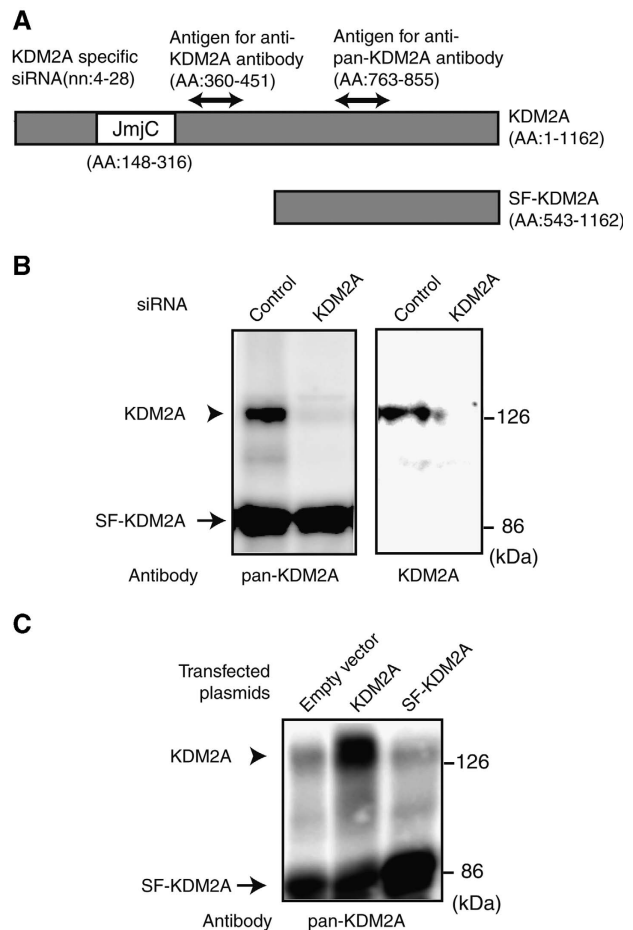 A
KDM2A specific
siRNA(nn:4-28)
Antigen for anti-
KDM2A antibody
(AA:360-451)
Antigen for anti-
pan-KDM2A antibody
(AA:763-855)
JmjC
(AA:148-316)
KDM2A
(AA:1-1162)
SF-KDM2A
(AA:543-1162)
B
siRNA
Control
KDM2A
Control
KDM2A
KDM2A
126
SF-KDM2A
86
(kDa)
Antibody
pan-KDM2A
KDM2A
C
Transfected
plasmids
Empty vector
KDM2A
SF-KDM2A
KDM2A
126
SF-KDM2A
86
(kDa)
Antibody
pan-KDM2A